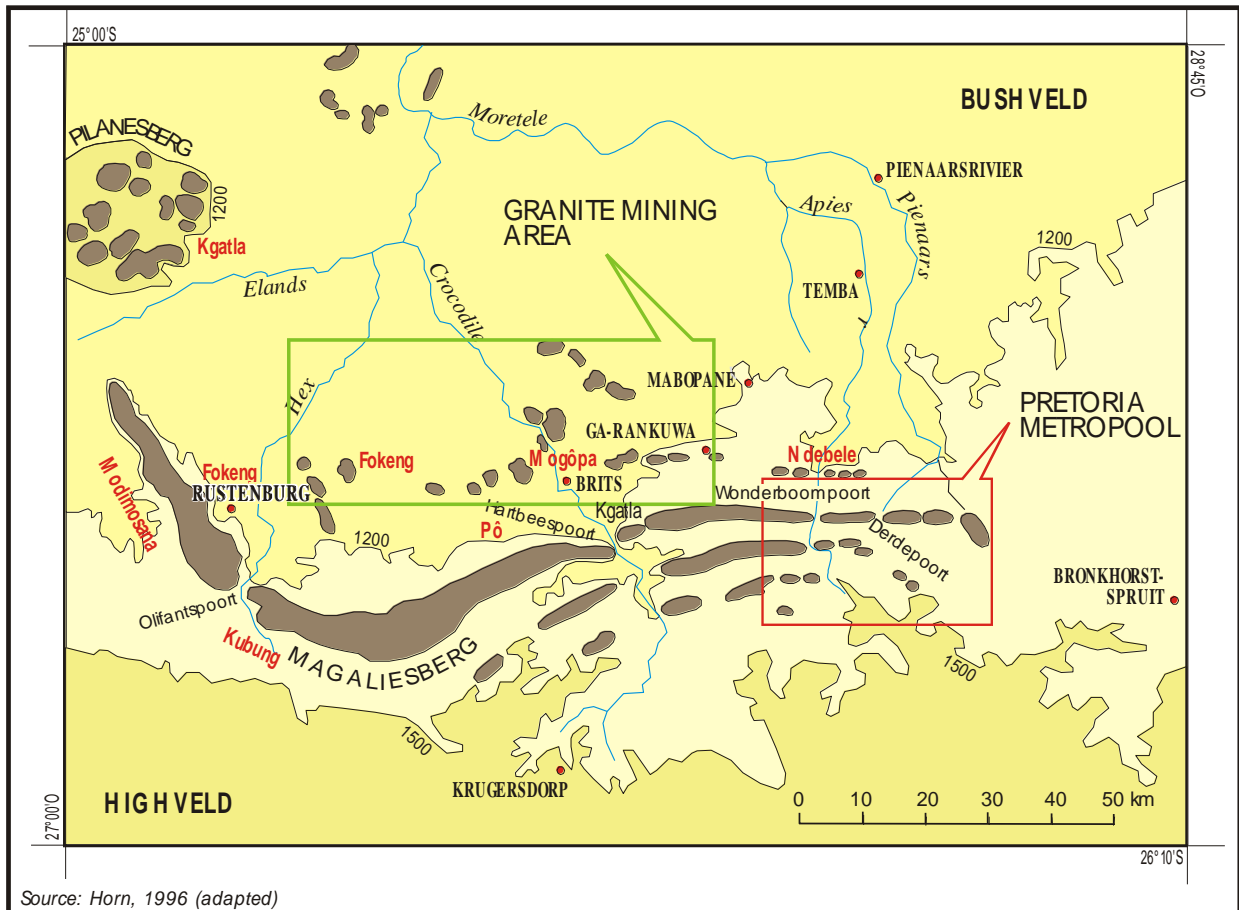 25°00'S
28°45'O
BUSHVELD
Moretele
PILANESBERG
PIENAARSRIVIER
1200
GRANITE MINING
AREA
Apies
Pienaars
Kgatla
1200
Elands
Crocodile
TEMBA
r
Hex
MABOPANE
PRETORIA
METROPOOL
GA-RANKUWA
Ndebele
Modimosana
Fokeng
Fokeng
Mogôpa
RUSTENBURG
BRITS
Wonderboompoort
Hartbeespoort
Kgatla
Pô
1200
Derdepoort
BRONKHORST-
SPRUIT
Olifantspoort
Kubung
MAGALIESBERG
1500
1500
KRUGERSDORP
HIGHVELD
0 10 20 30 40 50 km
27°00'O
26°10'S
Source: Horn, 1996 (adapted)